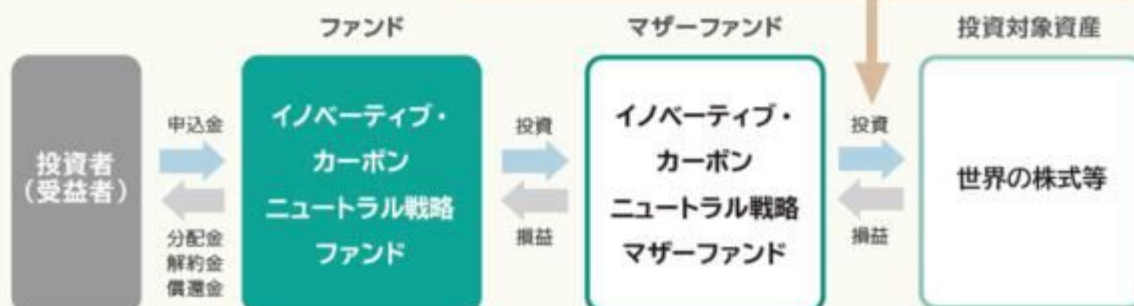 ファンド
マザーファンド
投資対象資産
投資者
(受益者)
申込金
分配金
解約金
償還金
イノベーティブ・
カーボン
ニュートラル戦略
ファンド
投資
損益
イノベーティブ・
カーボン
ニュートラル戦略
マザーファンド
投資
損益
世界の株式等